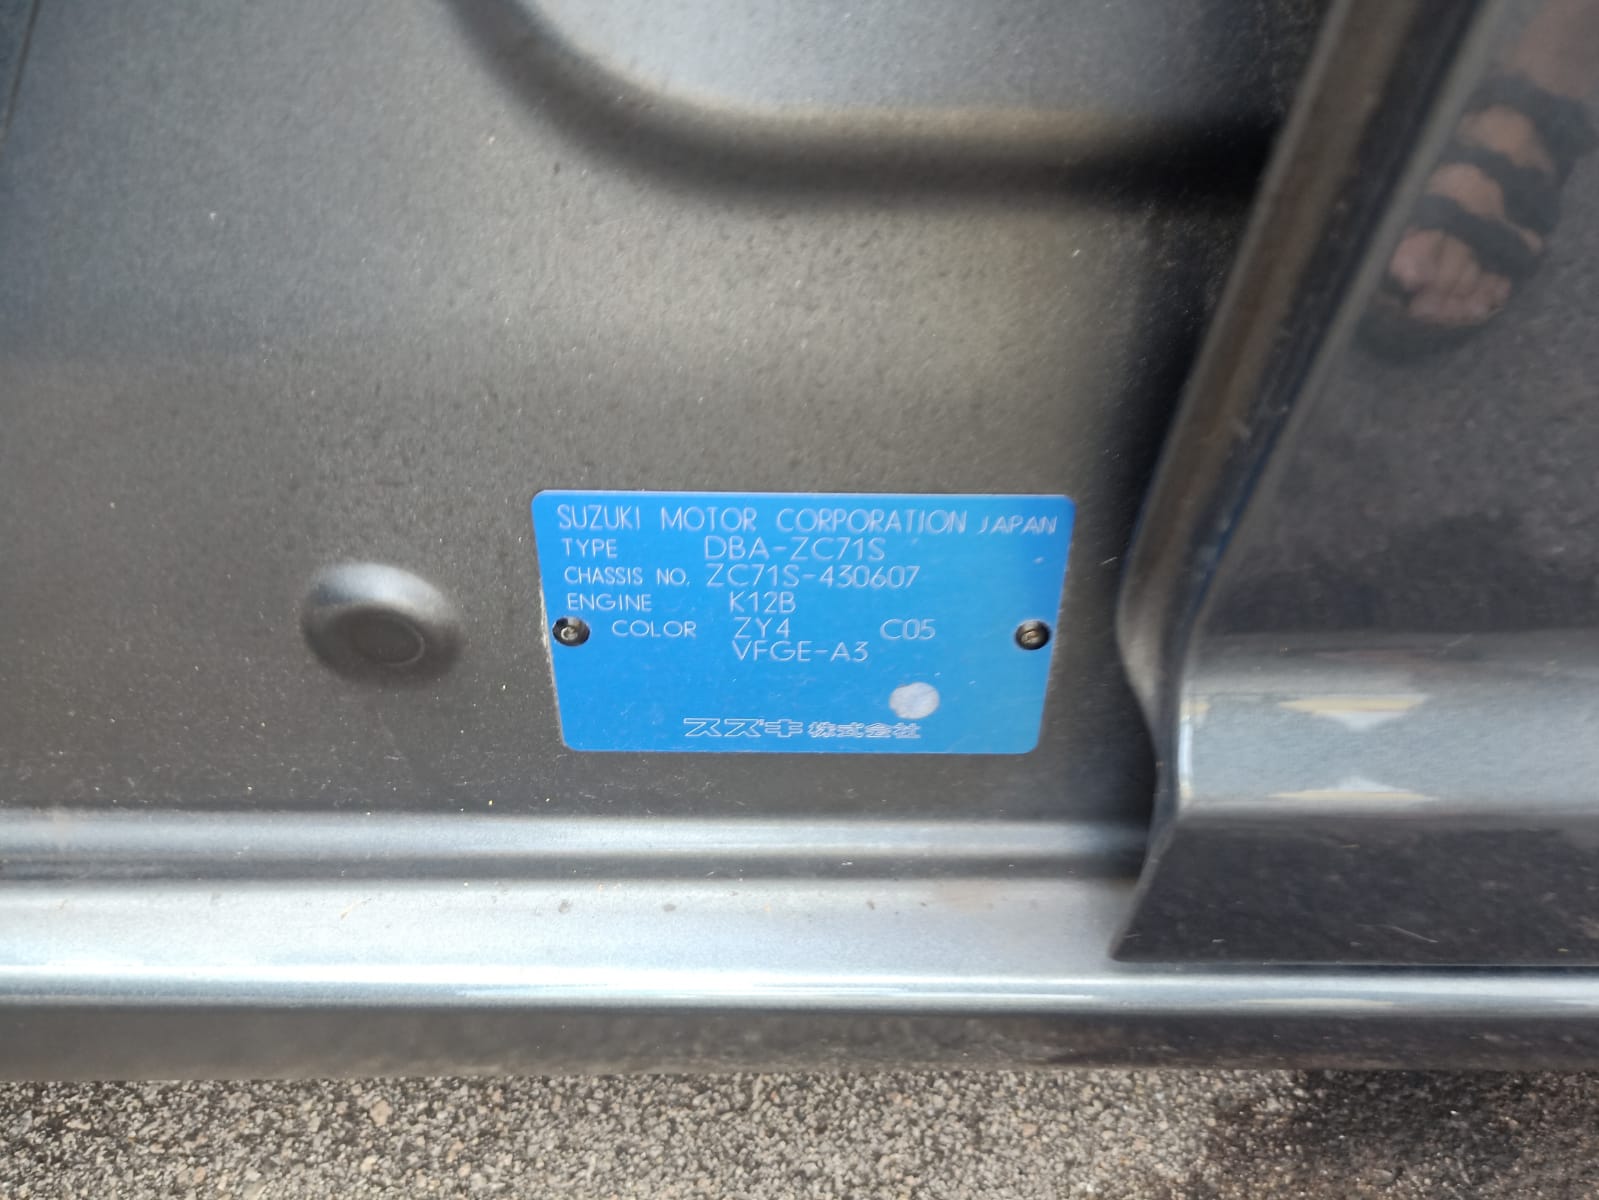 SUZUKI MOTOR CORPORATION JAPAN
TYPE DBA-ZC71S
CHASSIS NO. ZC71S-430607
ENGINE K12B
COLOR ZY4 C05
VFGE-A3
スズキ株式会社